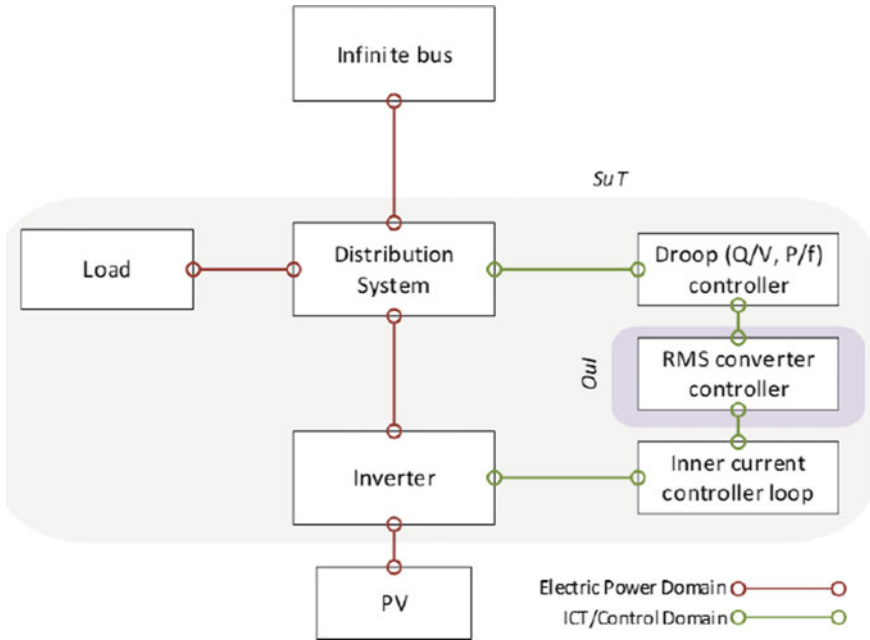 Infinite bus
SuT
Load
Distribution
System
Droop (Q/V, P/f)
controller
OuI
RMS converter
controller
Inverter
Inner current
controller loop
PV
Electric Power Domain
ICT/Control Domain